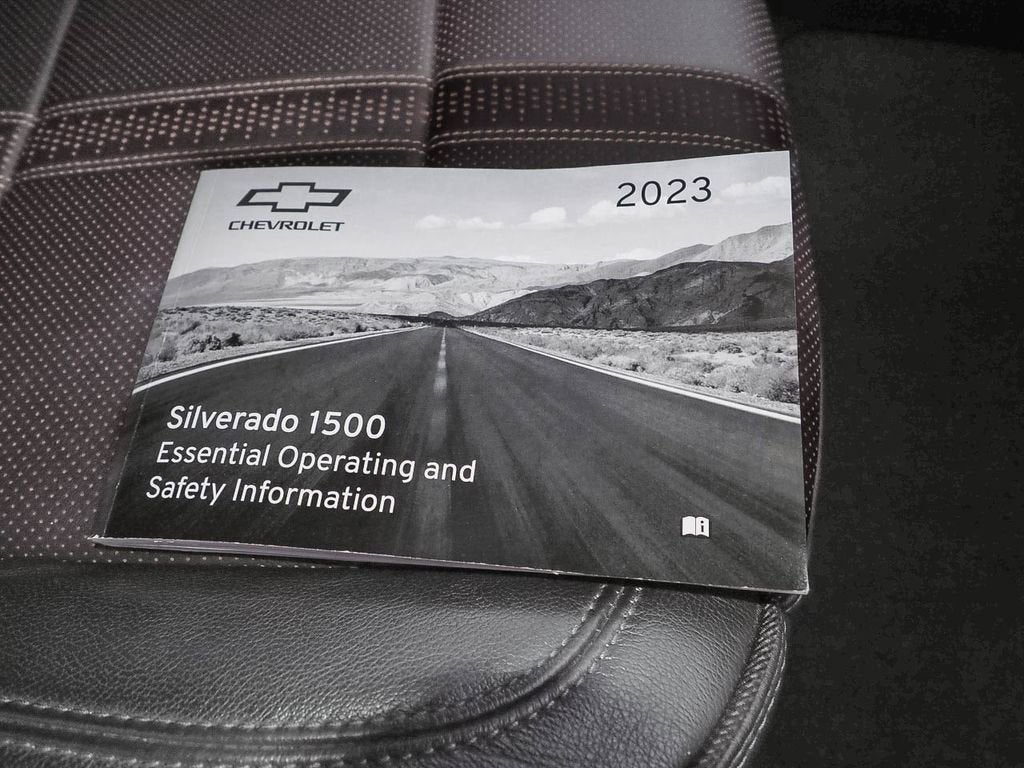 CHEVROLET
2023
Silverado 1500
Essential Operating and
Safety Information